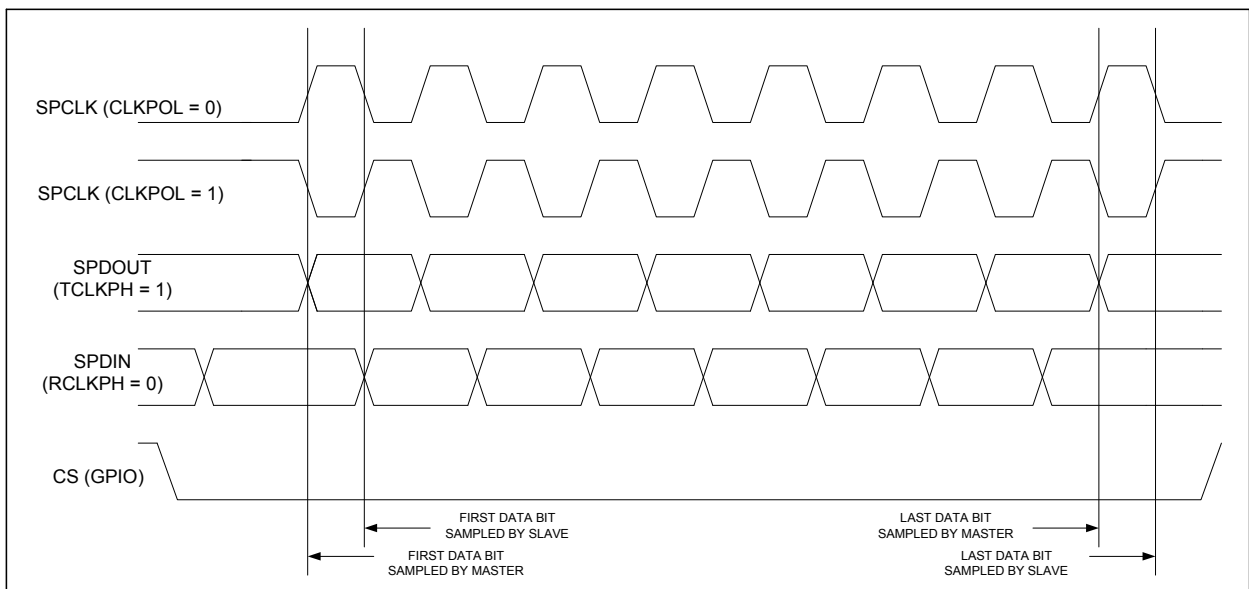 SPCLK (CLKPOL = 0)
SPCLK (CLKPOL = 1)
SPDOUT
(TCLKPH = 1)
SPDIN
(RCLKPH = 0)
CS (GPIO)
FIRST DATA BIT
SAMPLED BY SLAVE
LAST DATA BIT
SAMPLED BY MASTER
FIRST DATA BIT
SAMPLED BY MASTER
LAST DATA BIT
SAMPLED BY SLAVE